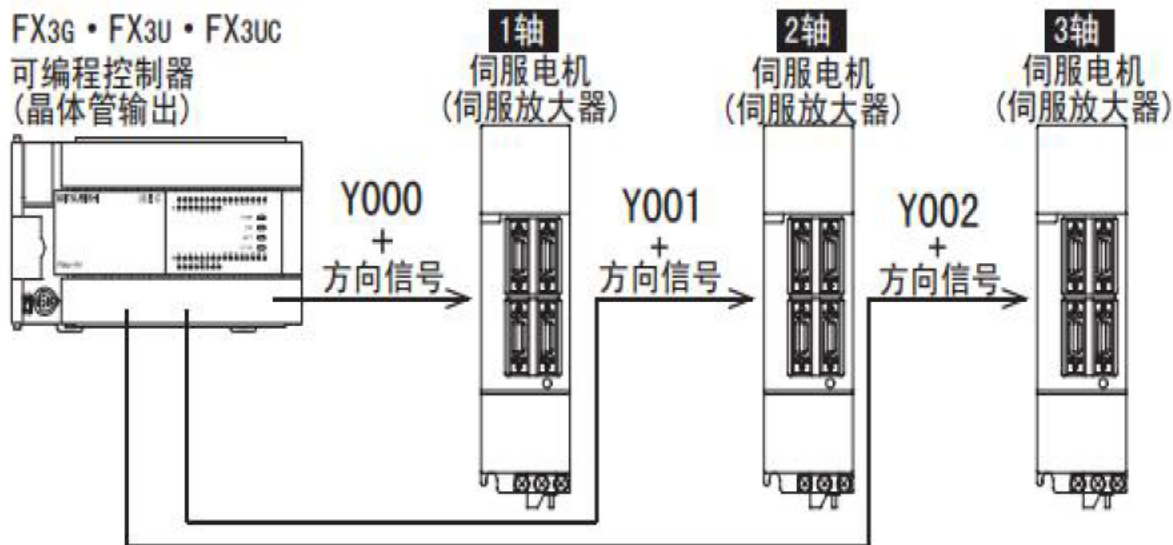 FX3G・FX3U・FX3UC
可编程控制器
(晶体管输出)
1轴
伺服电机
(伺服放大器)
2轴
伺服电机
(伺服放大器)
3轴
伺服电机
(伺服放大器)
Y000
+
方向信号
Y001
+
方向信号
Y002
+
方向信号
MITSUBISHI